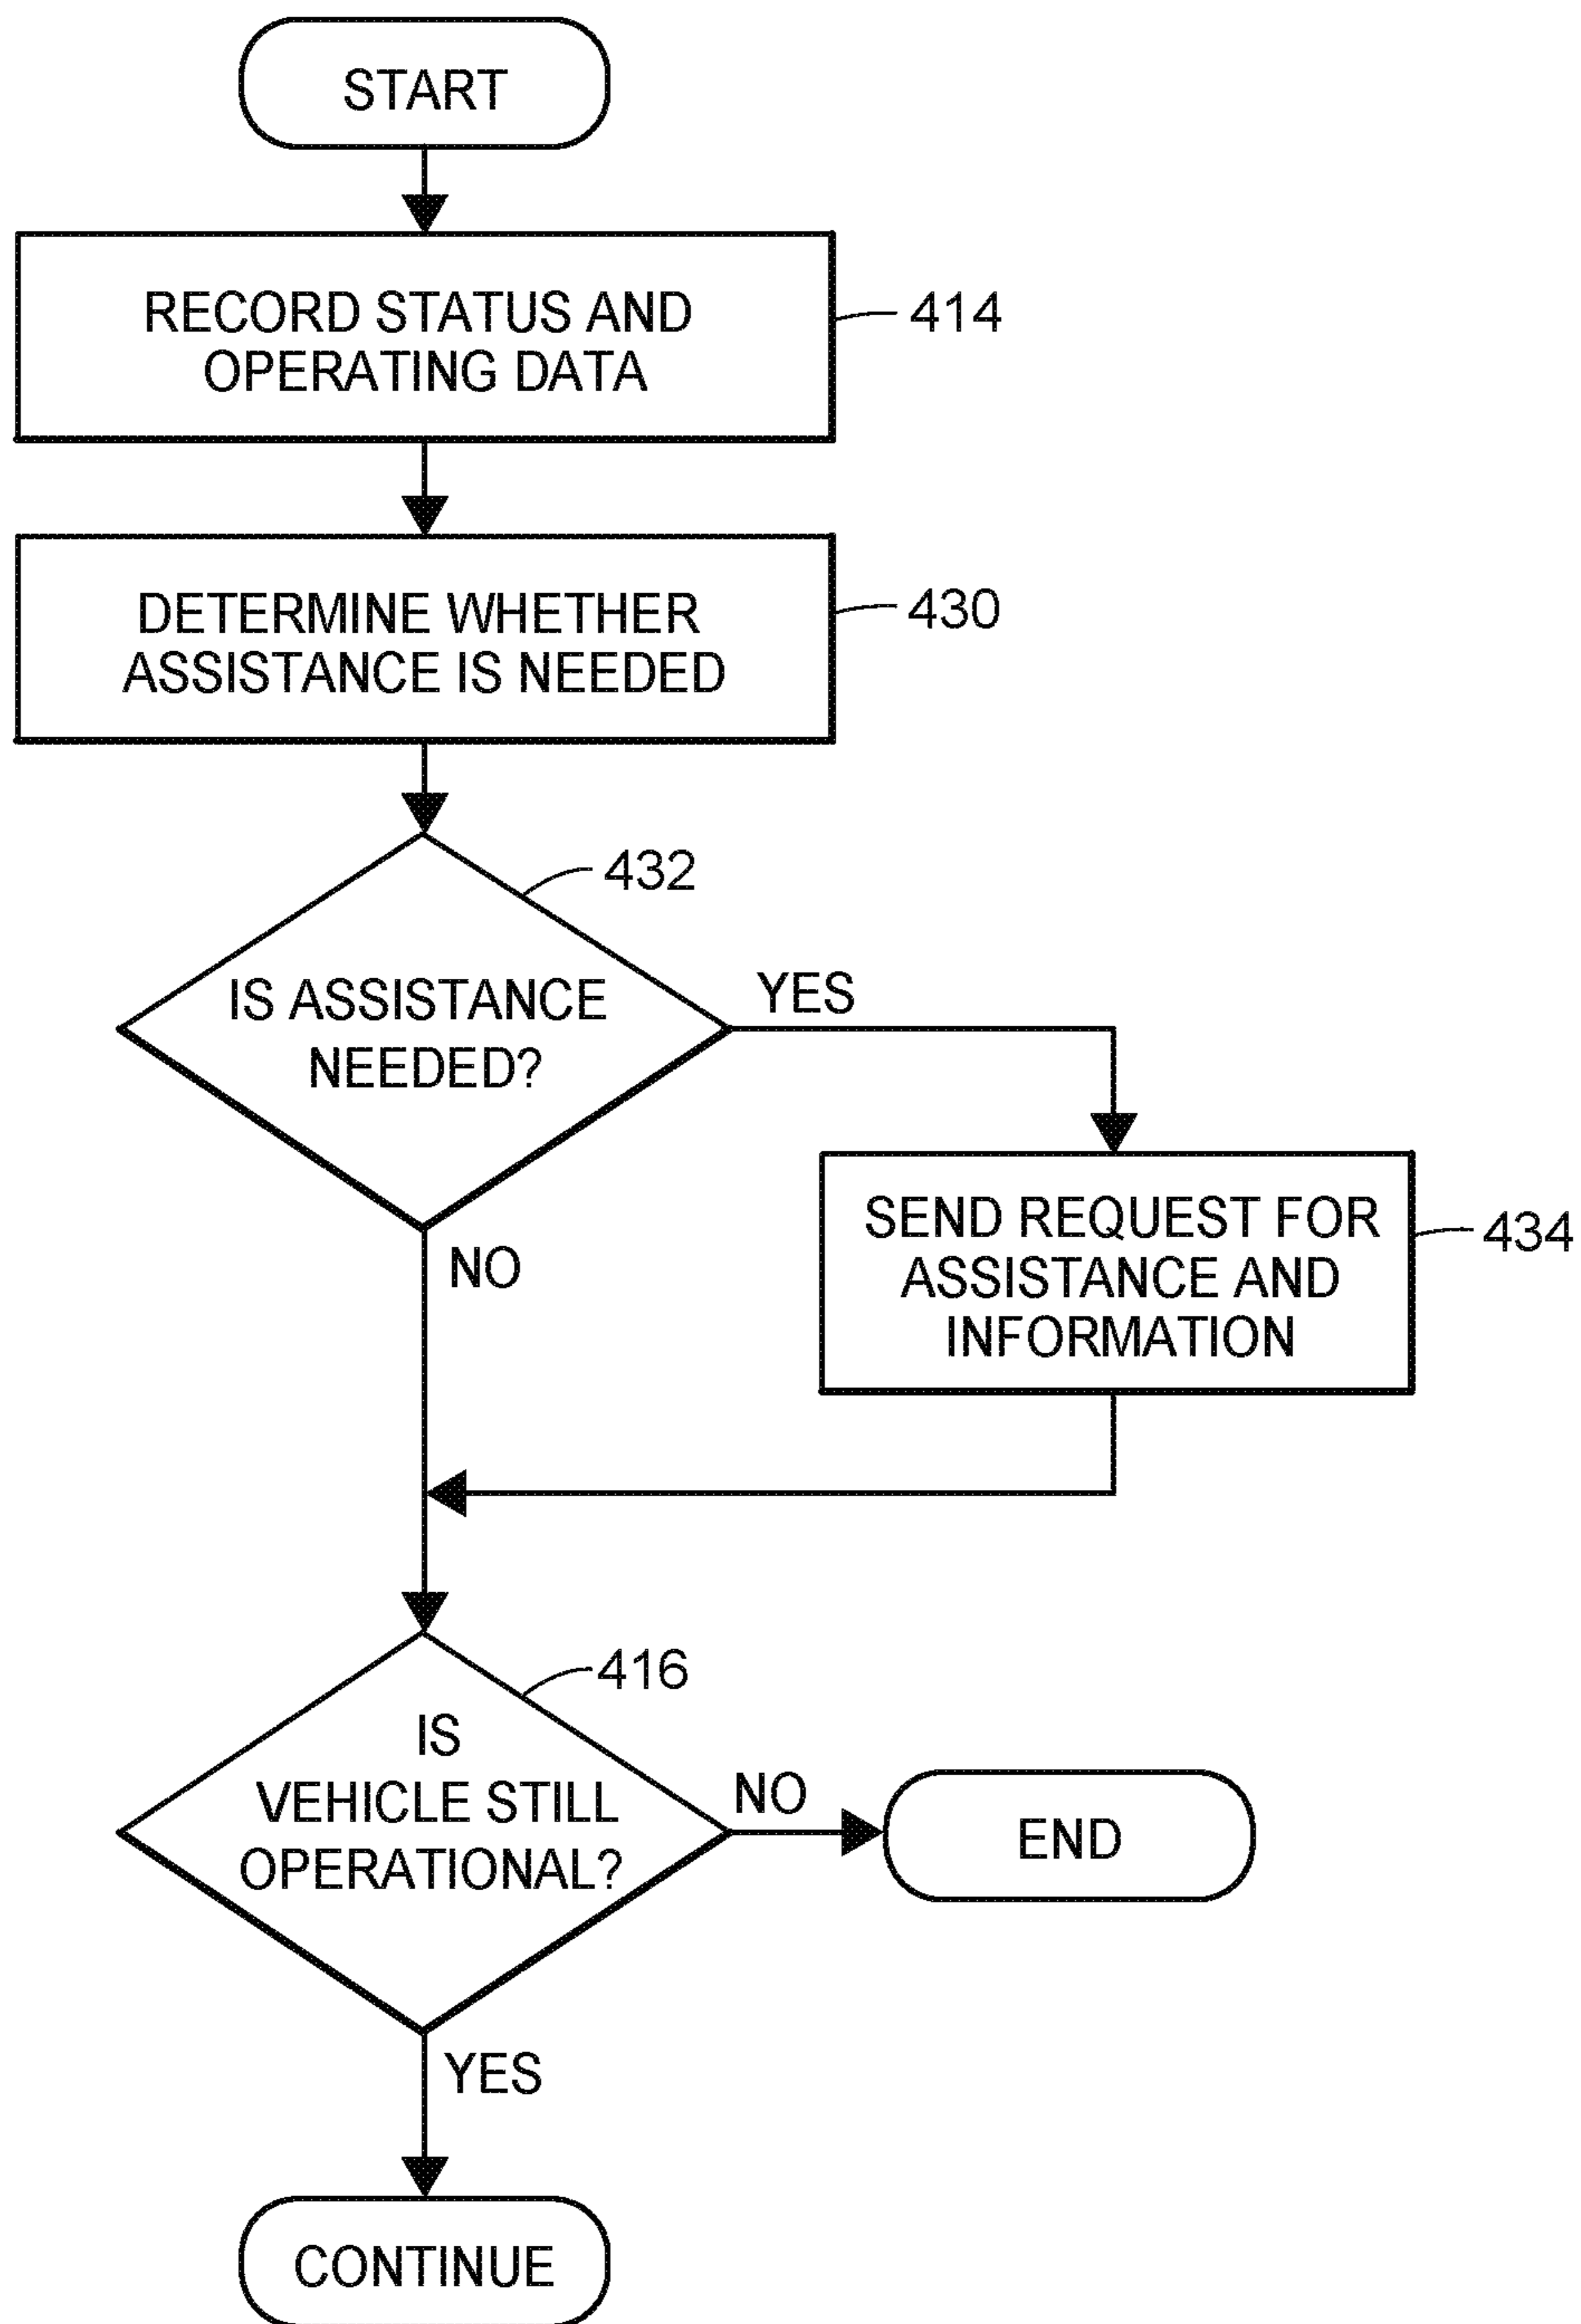 START
RECORD STATUS AND
OPERATING DATA
414
DETERMINE WHETHER
ASSISTANCE IS NEEDED
430
432
IS ASSISTANCE
NEEDED?
YES
NO
SEND REQUEST FOR
ASSISTANCE AND
INFORMATION
434
416
IS
VEHICLE STILL
OPERATIONAL?
NO
END
YES
CONTINUE